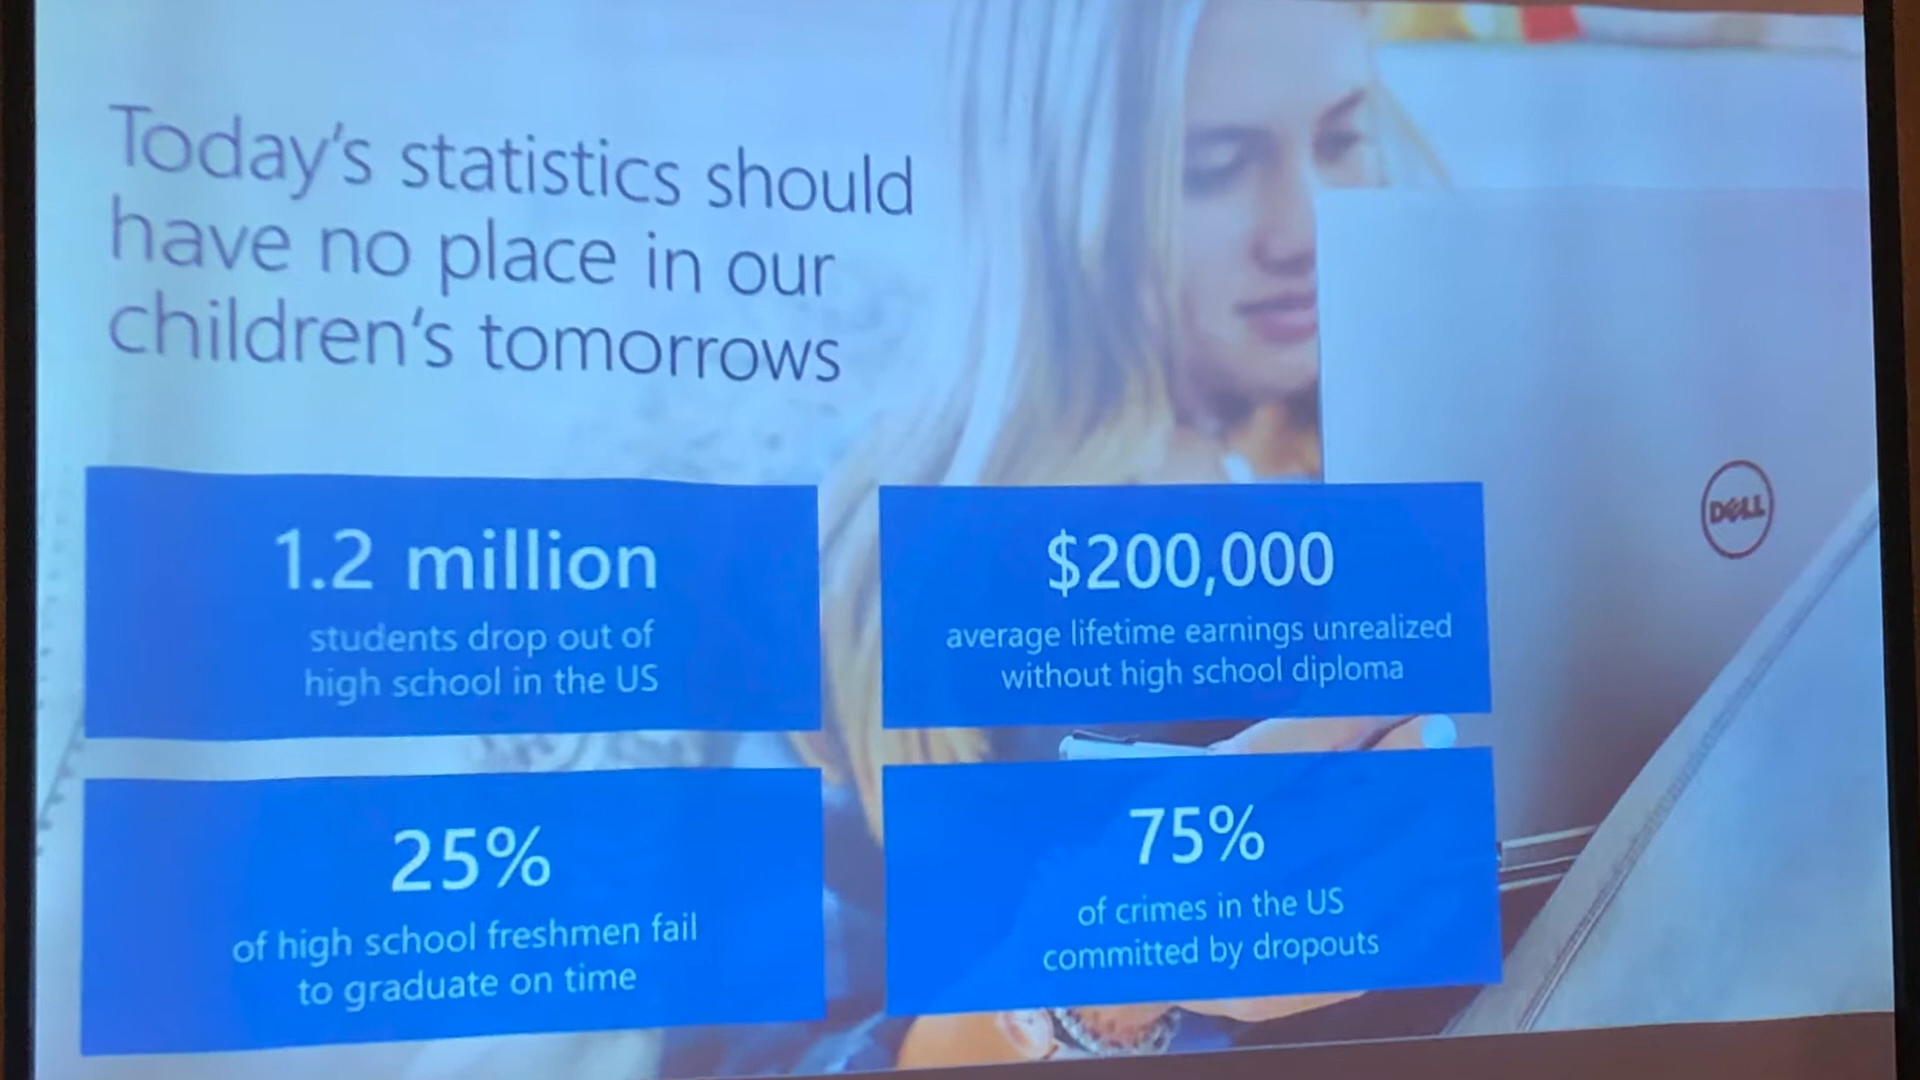 Today's statistics should
have no place in our
children's tomorrows
1.2 million
students drop out of
high school in the US
$200,000
average lifetime earnings unrealized
without high school diploma
25%
of high school freshmen fail
to graduate on time
75%
of crimes in the US
committed by dropouts
DELL